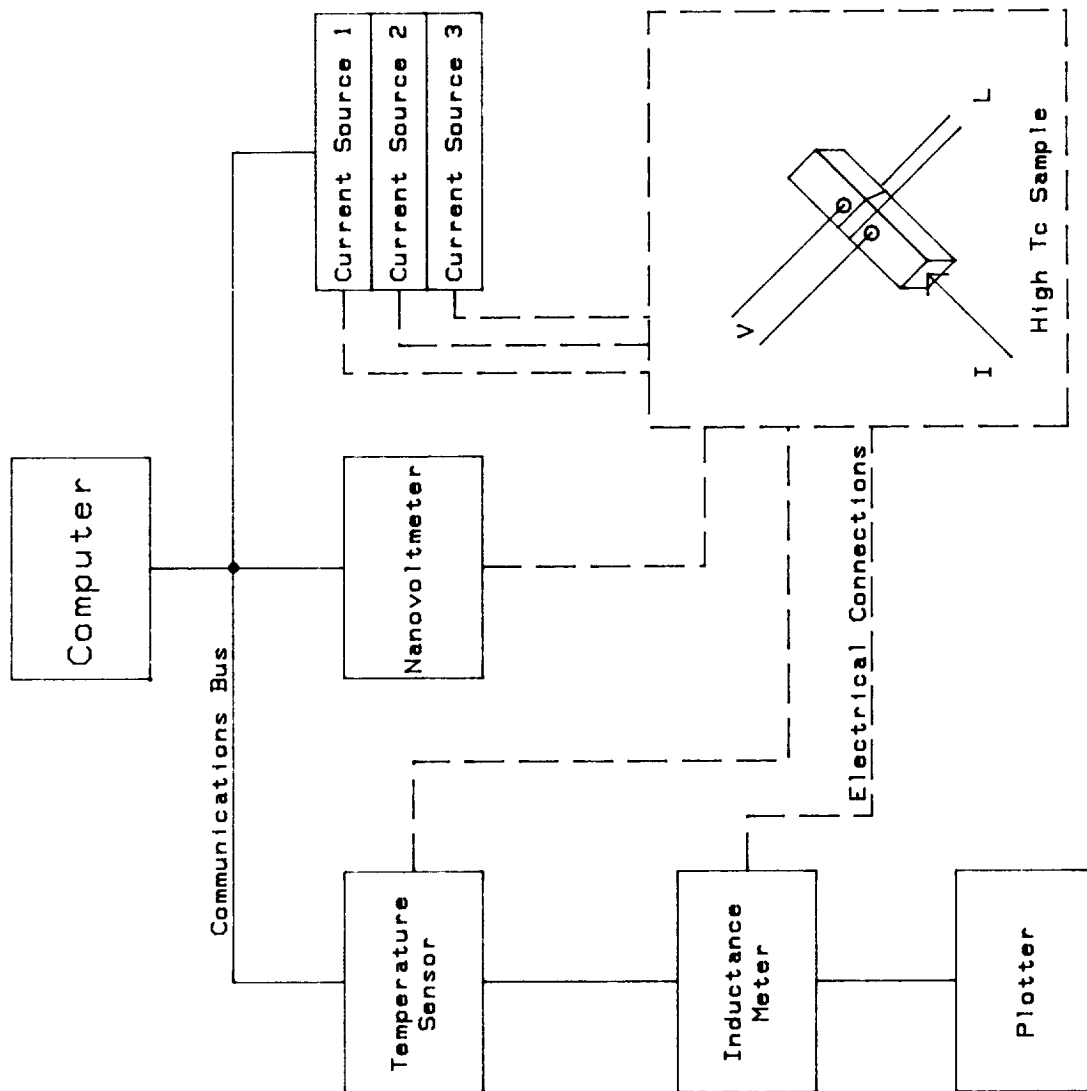 Computer
Communications Bus
Current Source 1
Current Source 2
Current Source 3
Nanovoltmeter
Temperature
Sensor
Inductance
Meter
Plotter
Electrical Connections
V
I
L
High Tc Sample